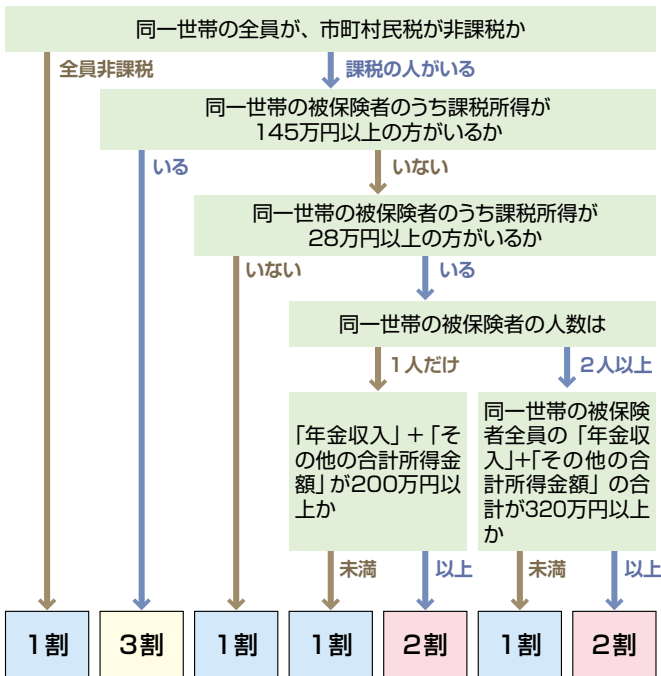 同一世帯の全員が、市町村民税が非課税か
全員非課税
課税の人がいる
同一世帯の被保険者のうち課税所得が
145万円以上の方がいるか
いる
いない
同一世帯の被保険者のうち課税所得が
28万円以上の方がいるか
いない
いる
同一世帯の被保険者の人数は
1人だけ
2人以上
「年金収入」+「そ
の他の合計所得金
額」が200万円以
上か
同一世帯の被保険
者全員の「年金収
入」+「その他の合
計所得金額」の合
計が320万円以上
か
未満
以上
未満
以上
1割
3割
1割
1割
2割
1割
2割